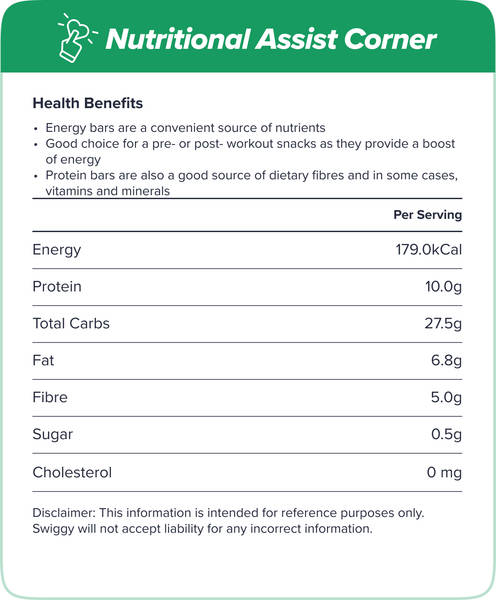 Nutritional Assist Corner
Health Benefits
• Energy bars are a convenient source of nutrients
• Good choice for a pre- or post- workout snacks as they provide a boost
of energy
• Protein bars are also a good source of dietary fibres and in some cases,
vitamins and minerals
Per Serving
Energy 179.0kCal
Protein 10.0g
Total Carbs 27.5g
Fat 6.8g
Fibre 5.0g
Sugar 0.5g
Cholesterol 0 mg
Disclaimer: This information is intended for reference purposes only.
Swiggy will not accept liability for any incorrect information.